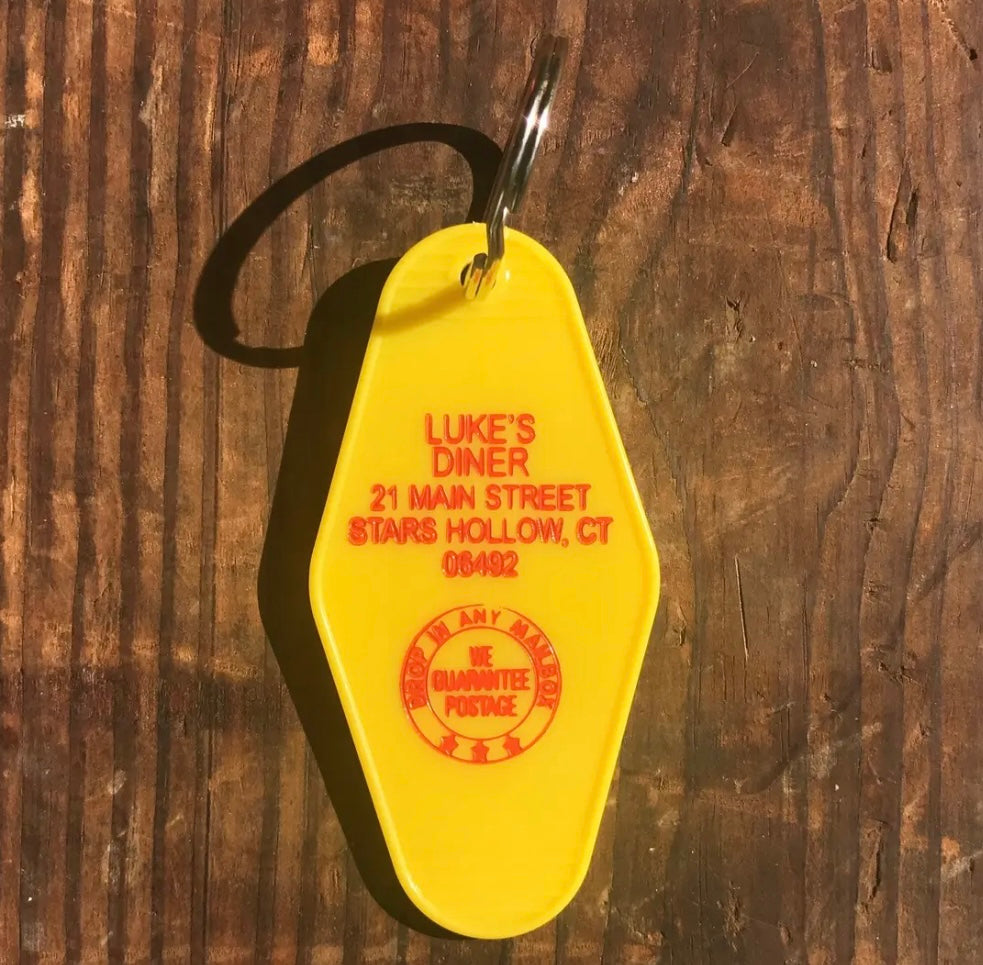 LUKE'S
DINER
21 MAIN STREET
STARS HOLLOW, CT
06492
DROP IN ANY MAILBOX
WE
GUARANTEE
POSTAGE